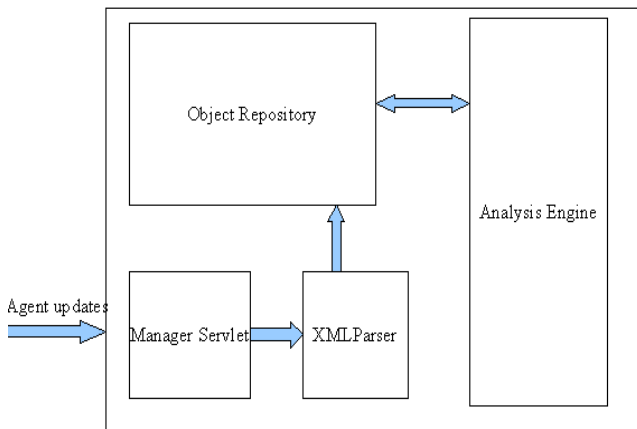 Object Repository
Analysis Engine
Agent updates
Manager Servlet
XMLParser